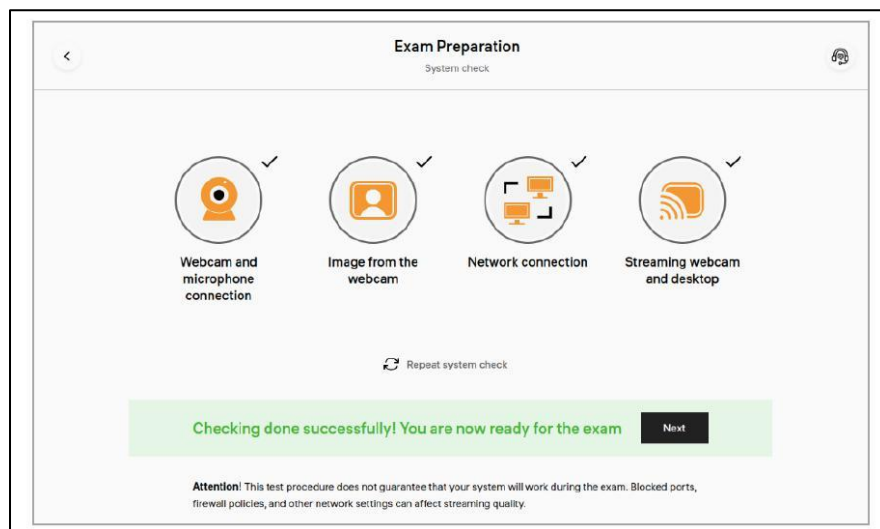 Exam Preparation
System check
Webcam and
microphone
connection
Image from the
webcam
Network connection
Streaming webcam
and desktop
Repeat system check
Checking done successfully! You are now ready for the exam
Next
Attention! This test procedure does not guarantee that your system will work during the exam. Blocked ports,
firewall policies, and other network settings can affect streaming quality.